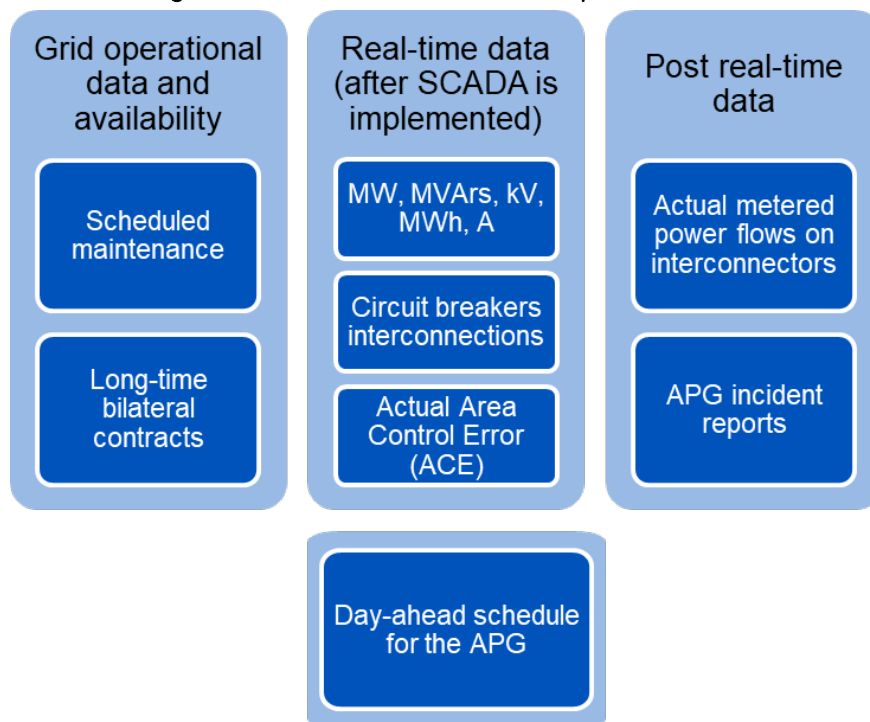 Grid operational
data and
availability
Scheduled
maintenance
Long-time
bilateral
contracts
Real-time data
(after SCADA is
implemented)
MW, MVArs, kV,
MWh, A
Circuit breakers
interconnections
Actual Area
Control Error
(ACE)
Post real-time
data
Actual metered
power flows on
interconnectors
APG incident
reports
Day-ahead schedule
for the APG